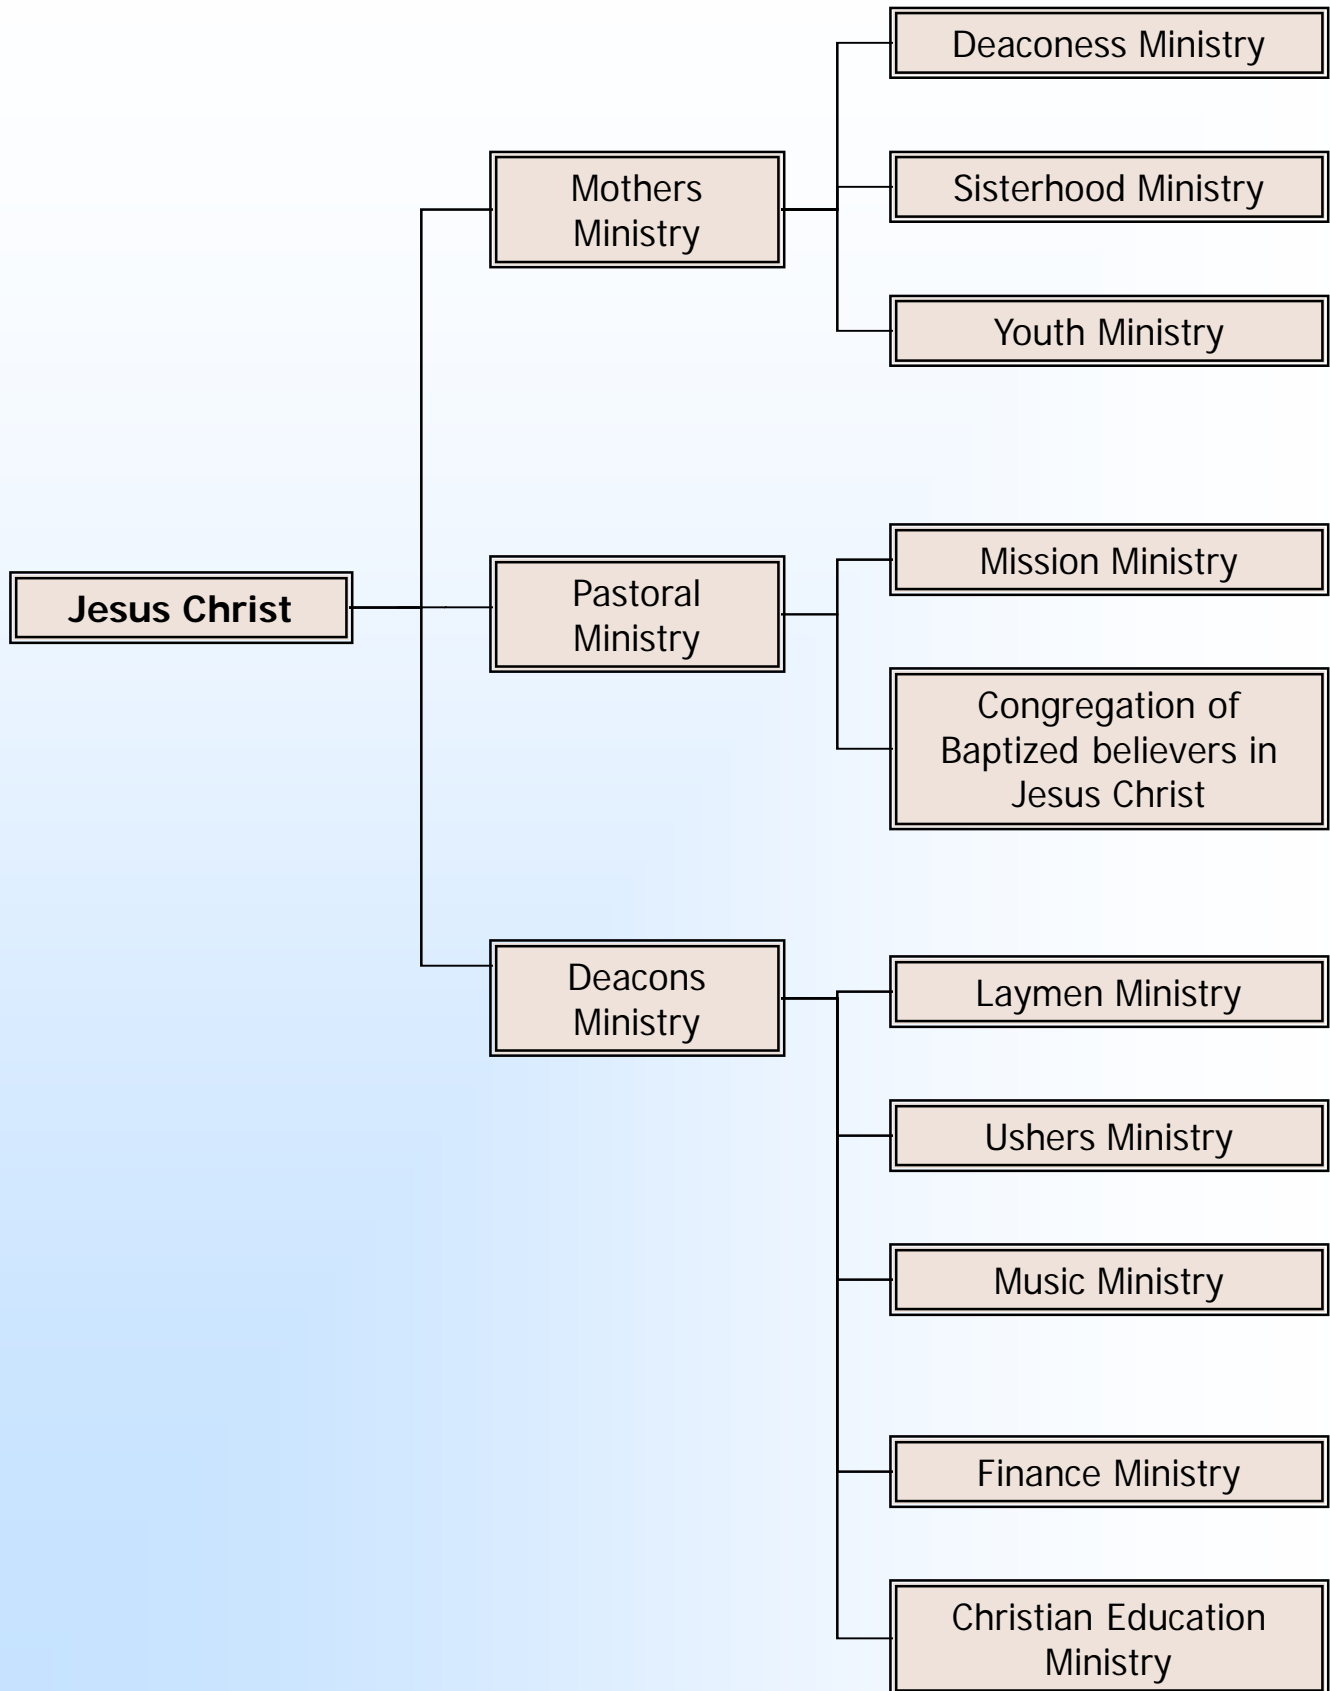 Deaconess Ministry
Mothers
Ministry
Sisterhood Ministry
Youth Ministry
Jesus Christ
Pastoral
Ministry
Mission Ministry
Congregation of
Baptized believers in
Jesus Christ
Deacons
Ministry
Laymen Ministry
Ushers Ministry
Music Ministry
Finance Ministry
Christian Education
Ministry